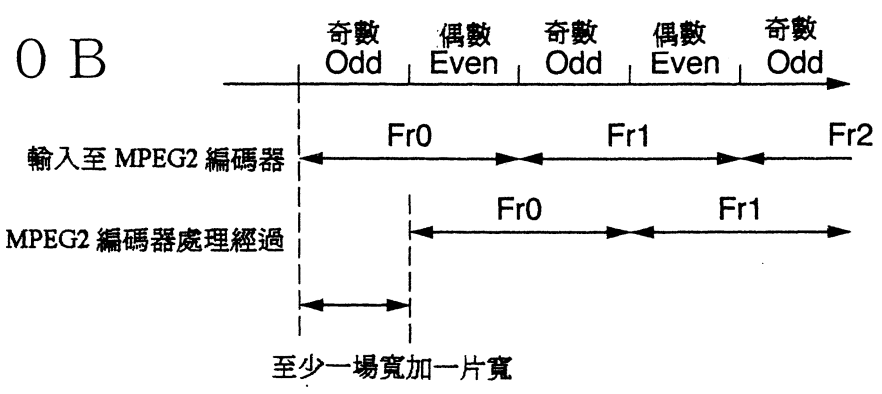 0 B
奇數 偶數 奇數 偶數 奇數
Odd Even Odd Even Odd
Fr0 Fr1 Fr2
輸入至 MPEG2 編碼器
Fr0 Fr1
MPEG2 編碼器處理經過
至少一場寬加一片寬